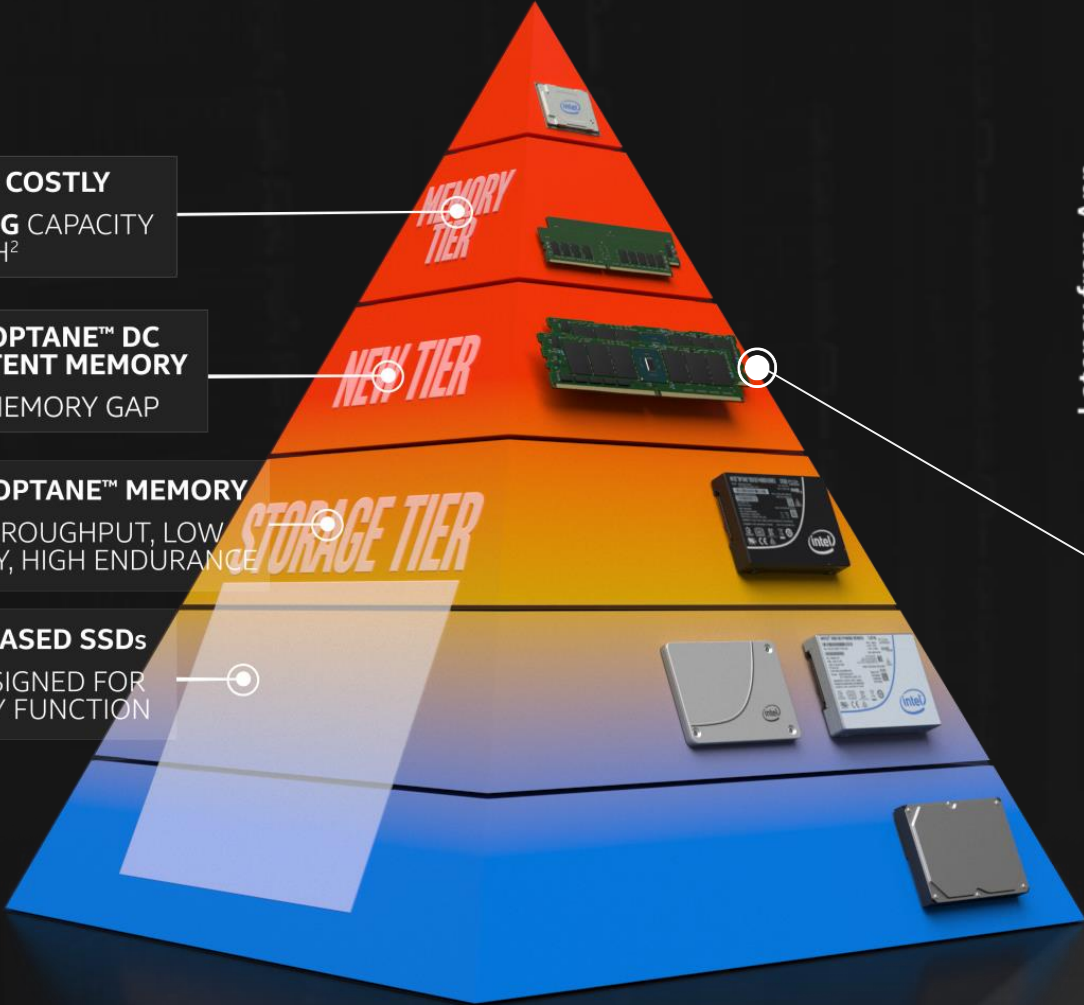 COSTLY
G CAPACITY
H²
MEMORY
TIER
OPTANE™ DC
TENT MEMORY
MEMORY GAP
NEW TIER
OPTANE™ MEMORY
ROUGHPUT, LOW
Y, HIGH ENDURANCE
STORAGE TIER
ASED SSDs
SIGNED FOR
Y FUNCTION
intel
intel
intel
intel